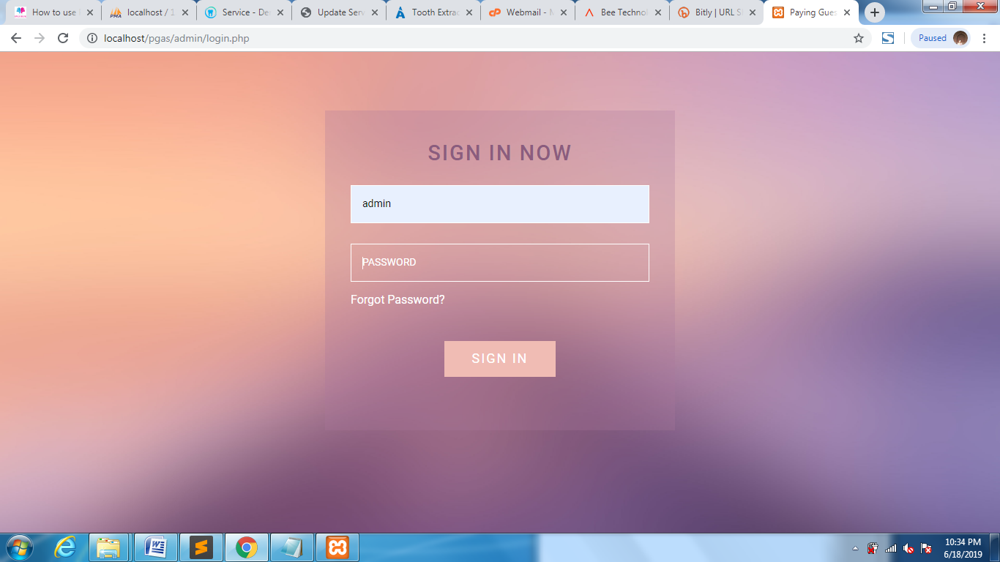 How to use
localhost / 1
Service - De
Update Serv
Tooth Extrac
Webmail - M
Bee Technol
Bitly | URL S
Paying Gues
localhost/pgas/admin/login.php
Paused
SIGN IN NOW
admin
PASSWORD
Forgot Password?
SIGN IN
10:34 PM
6/18/2019